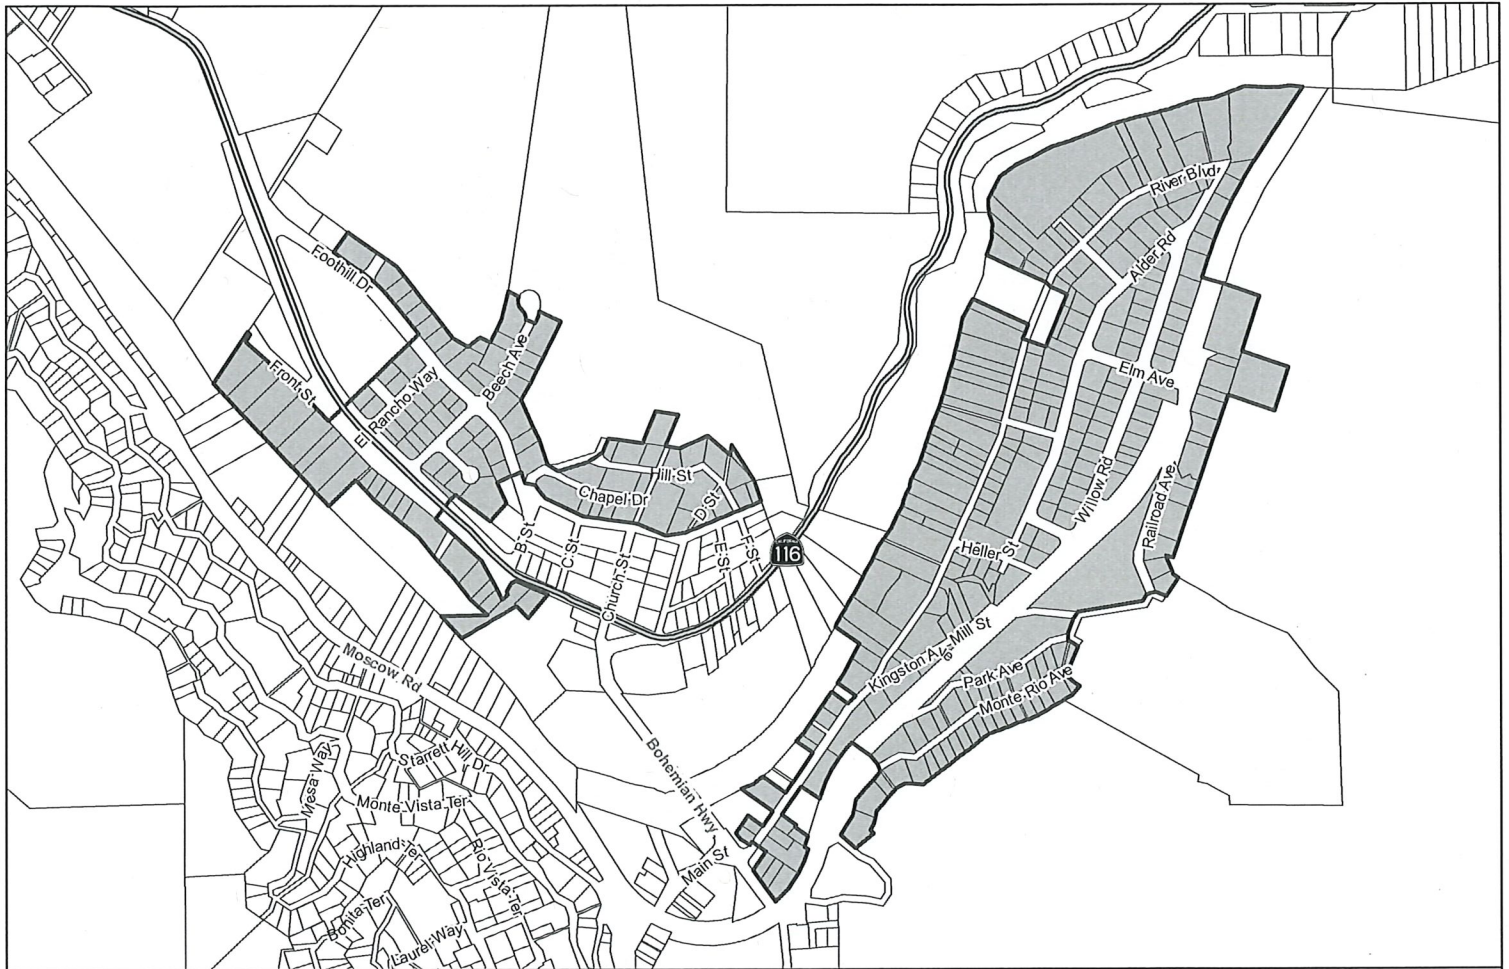 River Blvd
Alder Rd
Foothill Dr
Beech Ave
Front St
El Rancho Way
Elm Ave
Hill St
Chapel Dr
D St
Willow Rd
Railroad Ave
B St
C St
Church St
E St
F St
CALIFORNIA
116
Heller St
Moscow Rd
Kingston Ave
Mill St
Park Ave
Monte Rio Ave
Starrett Hill Dr
Mesa Way
Bohemian Hwy
Monte Vista Ter
Highland Ter
Rio Vista Ter
Main St
Bonita Ter
Laurel Way